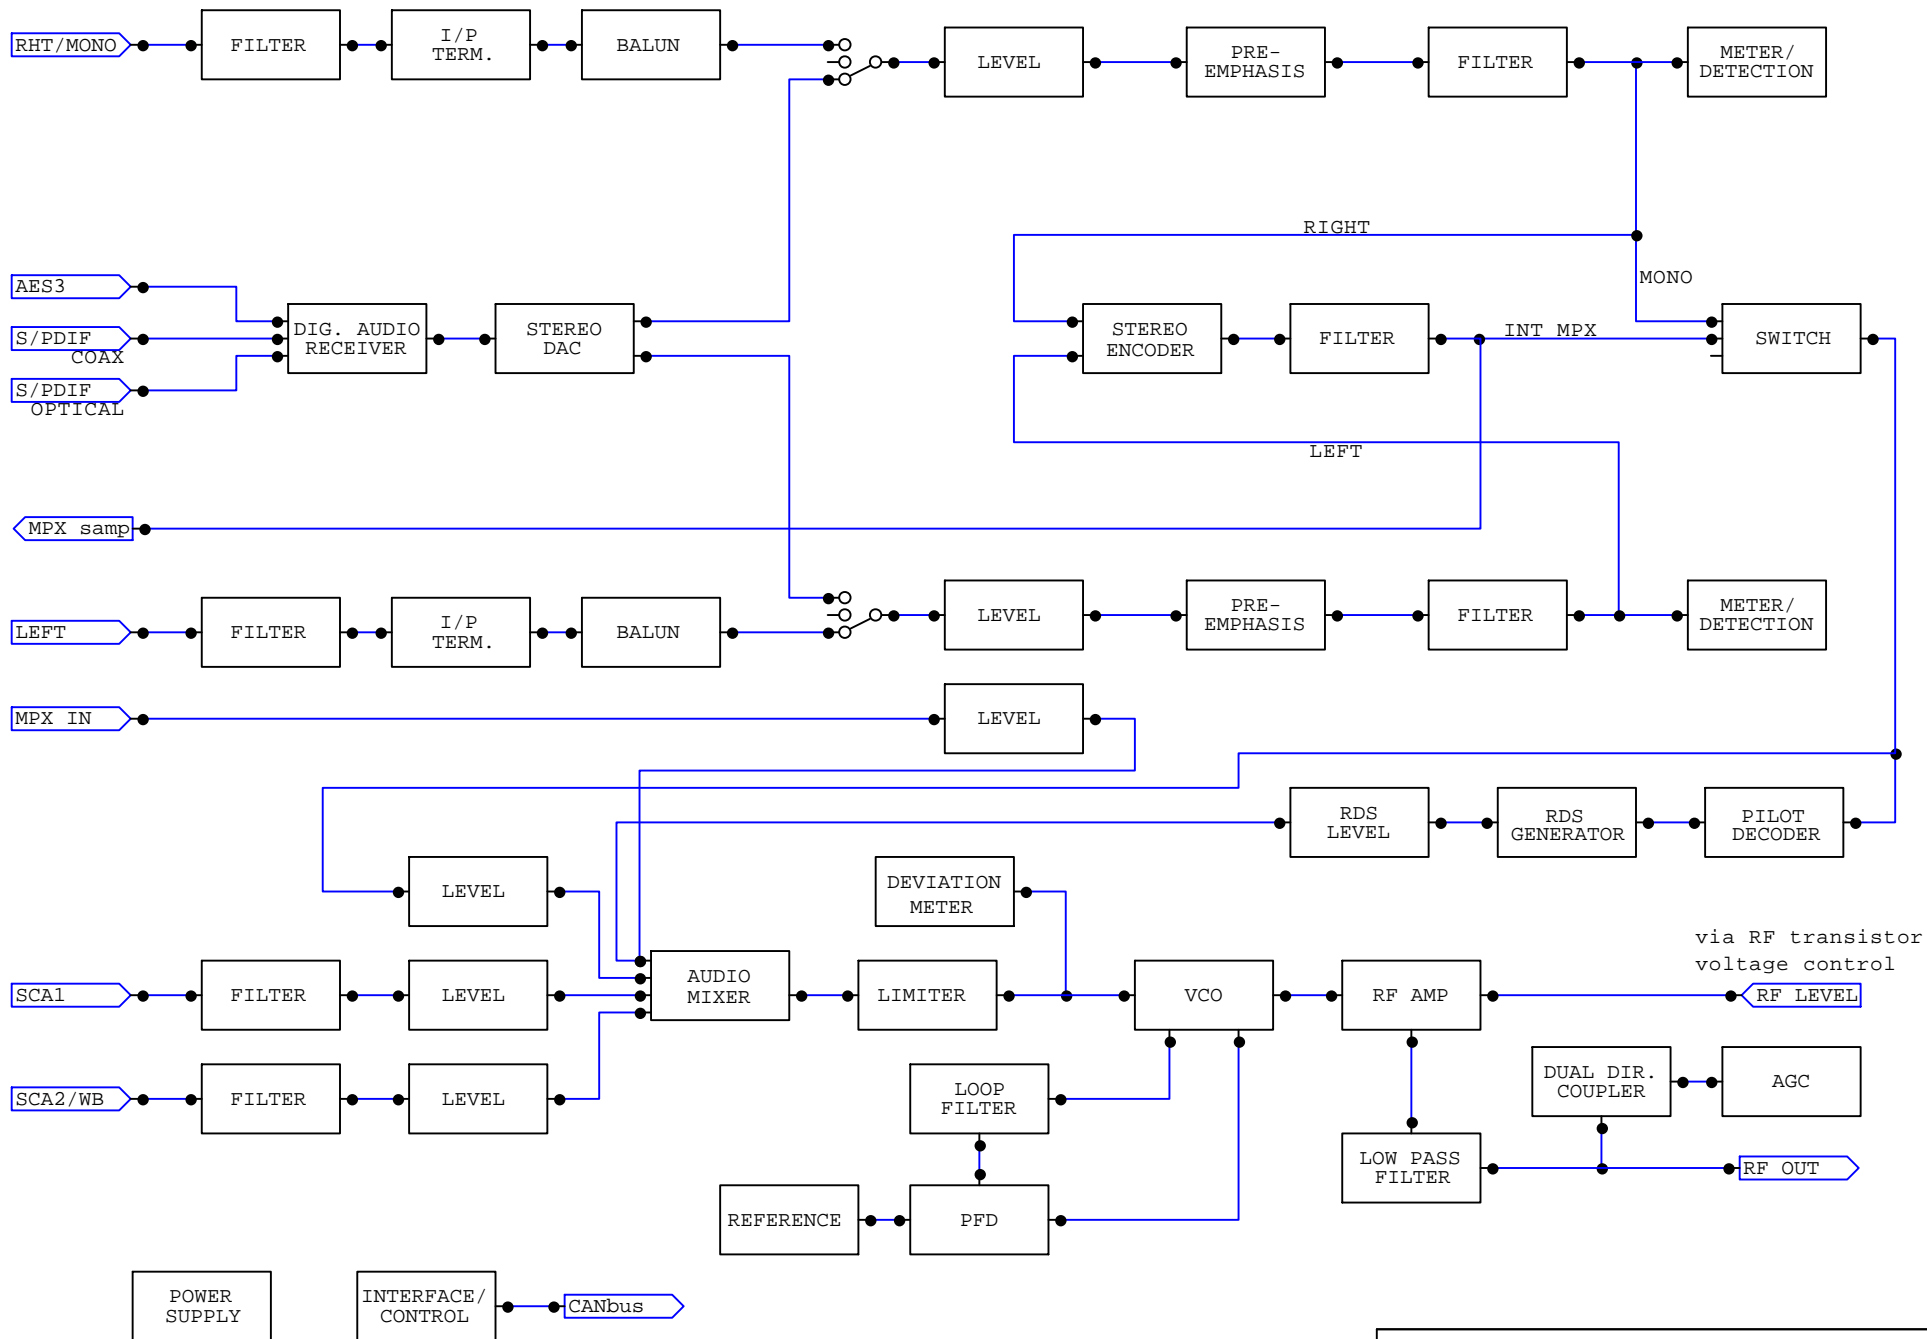 RHT/MONO
FILTER
I/P
TERM.
BALUN
LEVEL
PRE-
EMPHASIS
FILTER
METER/
DETECTION
RIGHT
MONO
AES3
S/PDIF
COAX
S/PDIF
OPTICAL
DIG. AUDIO
RECEIVER
STEREO
DAC
STEREO
ENCODER
FILTER
INT MPX
SWITCH
LEFT
MPX samp
LEFT
FILTER
I/P
TERM.
BALUN
LEVEL
PRE-
EMPHASIS
FILTER
METER/
DETECTION
MPX IN
LEVEL
RDS
LEVEL
RDS
GENERATOR
PILOT
DECODER
LEVEL
DEVIATION
METER
via RF transistor
voltage control
SCA1
FILTER
LEVEL
AUDIO
MIXER
LIMITER
VCO
RF AMP
RF LEVEL
SCA2/WB
FILTER
LEVEL
LOOP
FILTER
DUAL DIR.
COUPLER
AGC
LOW PASS
FILTER
RF OUT
REFERENCE
PFD
POWER
SUPPLY
INTERFACE/
CONTROL
CANbus